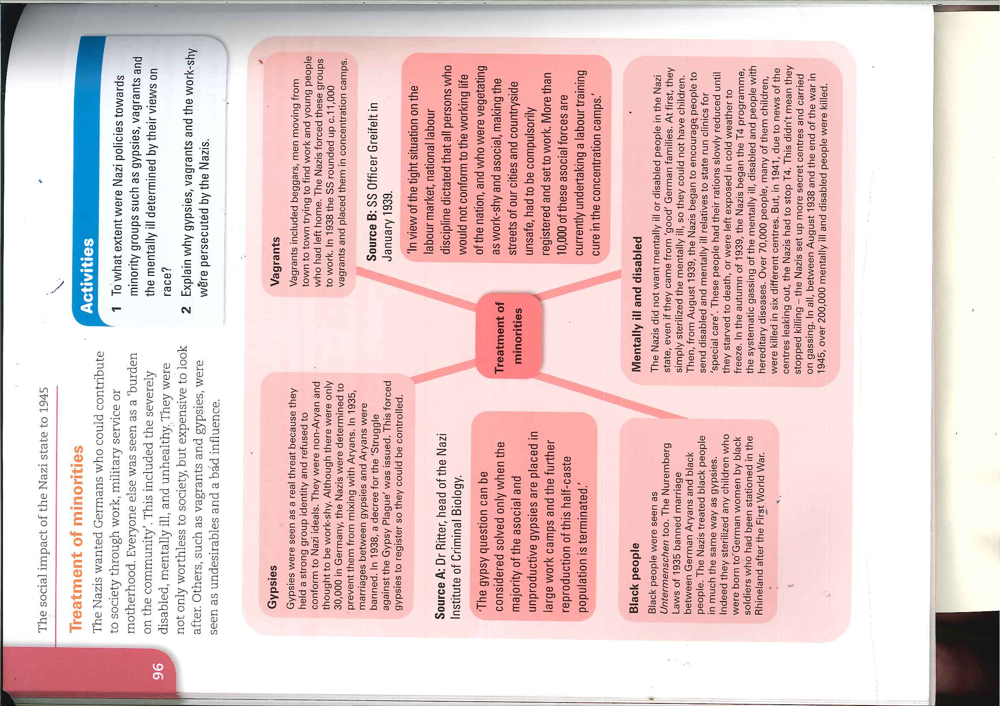 The social impact of the Nazi state to 1945
Treatment of minorities
The Nazis wanted Germans who could contribute
to society through work, military service or
motherhood. Everyone else was seen as a 'burden
on the community'. This included the severely
disabled, mentally ill, and unhealthy. They were
not only worthless to society, but expensive to look
after. Others, such as vagrants and gypsies, were
seen as undesirables and a bad influence.
Activities
1 To what extent were Nazi policies towards
minority groups such as gypsies, vagrants and
the mentally ill determined by their views on
race?
2 Explain why gypsies, vagrants and the work-shy
were persecuted by the Nazis.
Gypsies
Gypsies were seen as a real threat because they
held a strong group identity and refused to
conform to Nazi ideals. They were non-Aryan and
thought to be work-shy. Although there were only
30,000 in Germany, the Nazis were determined to
prevent them from mixing with Aryans. In 1935,
marriages between gypsies and Aryans were
banned. In 1938, a decree for the 'Struggle
against the Gypsy Plague' was issued. This forced
gypsies to register so they could be controlled.
Source A: Dr Ritter, head of the Nazi
Institute of Criminal Biology.
'The gypsy question can be
considered solved only when the
majority of the asocial and
unproductive gypsies are placed in
large work camps and the further
reproduction of this half-caste
population is terminated.'
Black people
Black people were seen as
Untermenschen too. The Nuremberg
Laws of 1935 banned marriage
between German Aryans and black
people. The Nazis treated black people
in much the same way as gypsies.
Indeed they sterilized any children who
were born to German women by black
soldiers who had been stationed in the
Rhineland after the First World War.
Treatment of
minorities
Vagrants
Vagrants included beggars, men moving from
town to town trying to find work and young people
who had left home. The Nazis forced these groups
to work. In 1938 the SS rounded up c.11,000
vagrants and placed them in concentration camps.
Source B: SS Officer Greifelt in
January 1939.
'In view of the tight situation on the
labour market, national labour
discipline dictated that all persons who
would not conform to the working life
of the nation, and who were vegetating
as work-shy and asocial, making the
streets of our cities and countryside
unsafe, had to be compulsorily
registered and set to work. More than
10,000 of these asocial forces are
currently undertaking a labour training
cure in the concentration camps.'
Mentally ill and disabled
The Nazis did not want mentally ill or disabled people in the Nazi
state, even if they came from 'good' German families. At first, they
simply sterilized the mentally ill, so they could not have children.
Then, from August 1939, the Nazis began to encourage people to
send disabled and mentally ill relatives to state run clinics for
'special care'. These people had their rations slowly reduced until
they starved to death, or were left exposed in cold weather to
freeze. In the autumn of 1939, the Nazis began the T4 programme,
the systematic gassing of the mentally ill, disabled and people with
hereditary diseases. Over 70,000 people, many of them children,
were killed in six different centres. But, in 1941, due to news of the
centres leaking out, the Nazis had to stop T4. This didn't mean they
stopped killing – the Nazis set up more secret centres and carried
on gassing. In all, between August 1938 and the end of the war in
1945, over 200,000 mentally ill and disabled people were killed.
96